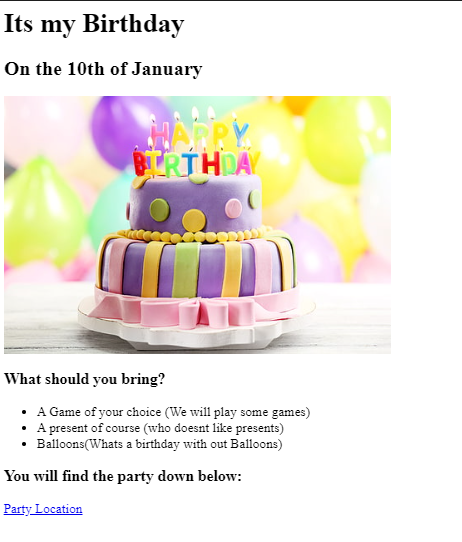 Its my Birthday
On the 10th of January
HAPPY
BIRTHDAY
What should you bring?
A Game of your choice (We will play some games)
A present of course (who doesnt like presents)
Balloons(Whats a birthday with out Balloons)
You will find the party down below:
Party Location